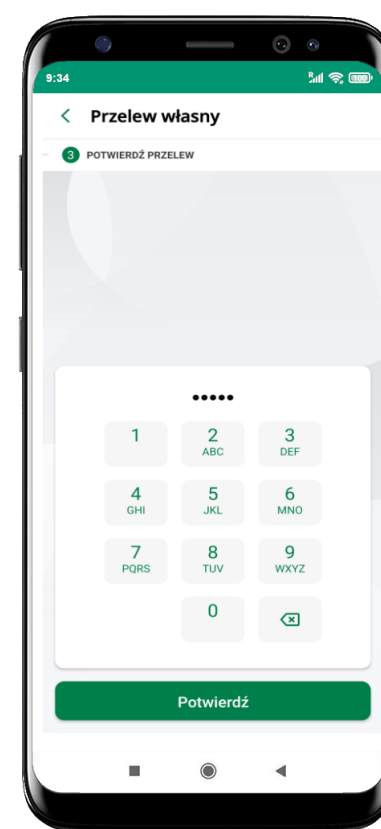 9:34
Przelew własny
3 POTWIERDŹ PRZELEW
•••••
1
2
3
ABC
DEF
4
5
6
GHI
JKL
MNO
7
8
9
PQRS
TUV
WXYZ
0
Potwierdź